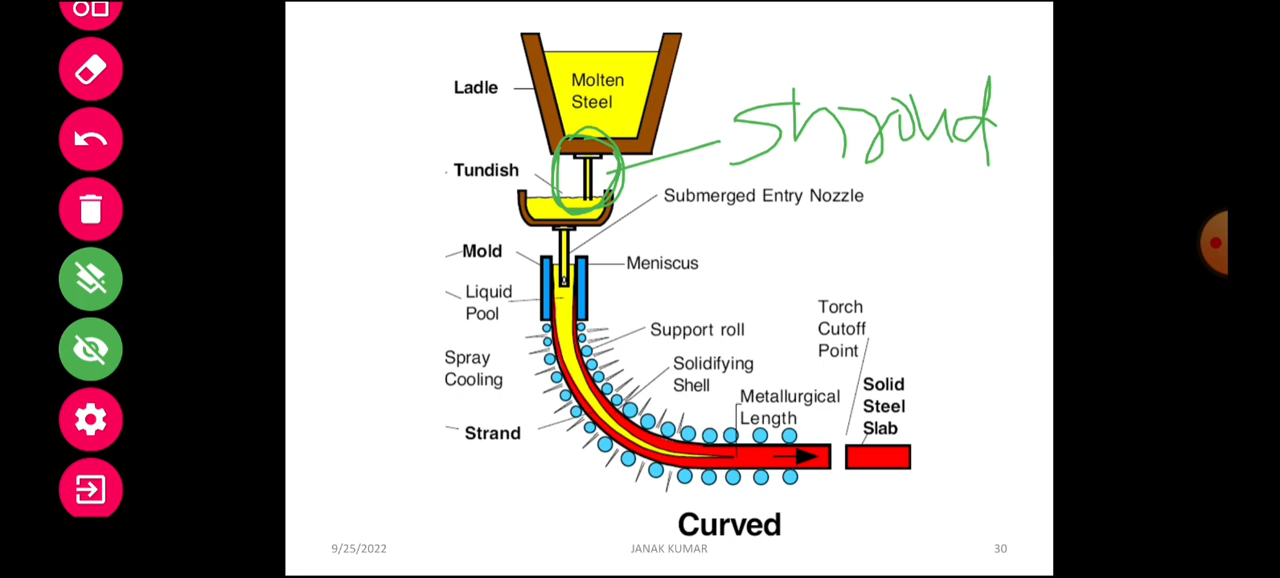 Ladle
Molten
Steel
shroud
Tundish
Submerged Entry Nozzle
Mold
Meniscus
Liquid
Pool
Torch
Cutoff
Point
Support roll
Spray
Cooling
Solidifying
Shell
Solid
Steel
Slab
Metallurgical
Length
Strand
Curved
9/25/2022
JANAK KUMAR
30